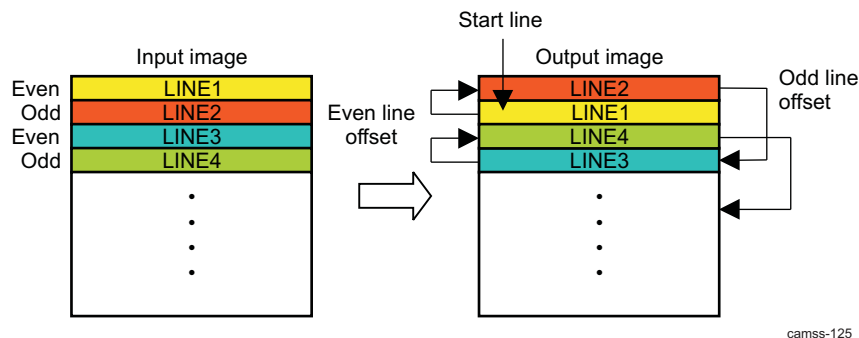 Start line
Input image
Output image
Even
LINE1
Odd
LINE2
Even
LINE3
Odd
LINE4
Even line
offset
LINE2
LINE1
LINE4
LINE3
Odd line
offset
camss-125